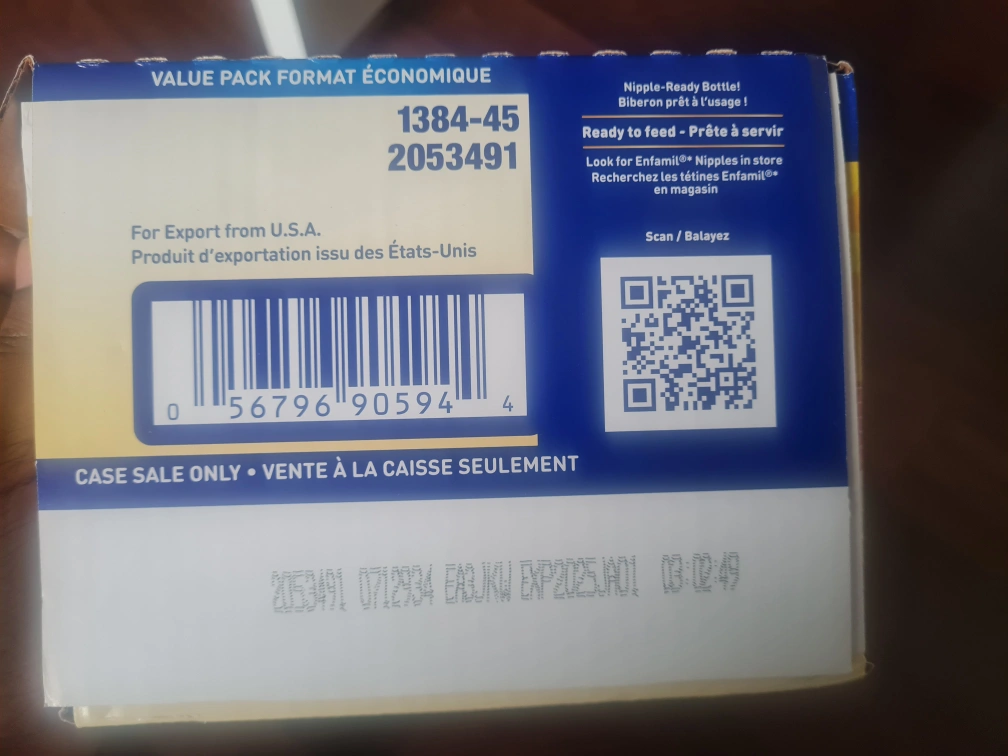 VALUE PACK FORMAT ÉCONOMIQUE
1384-45
2053491
For Export from U.S.A.
Produit d'exportation issu des États-Unis
0 56796 90594 4
CASE SALE ONLY • VENTE À LA CAISSE SEULEMENT
Nipple-Ready Bottle!
Biberon prêt à l'usage !
Ready to feed - Prête à servir
Look for Enfamil®* Nipples in store
Recherchez les tétines Enfamil®*
en magasin
Scan / Balayez
2053491 0712934 EA3JKW EXP2025JA01 03:02:49